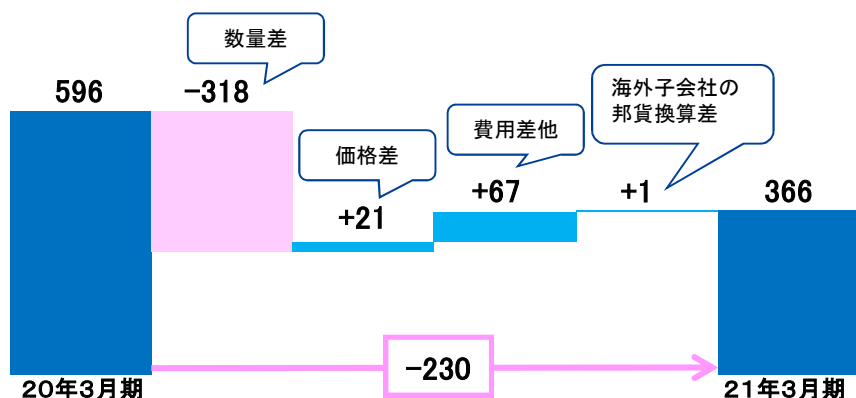 数量差
596
-318
価格差
+21
費用差他
+67
海外子会社の
邦貨換算差
+1
366
-230
20年3月期
21年3月期